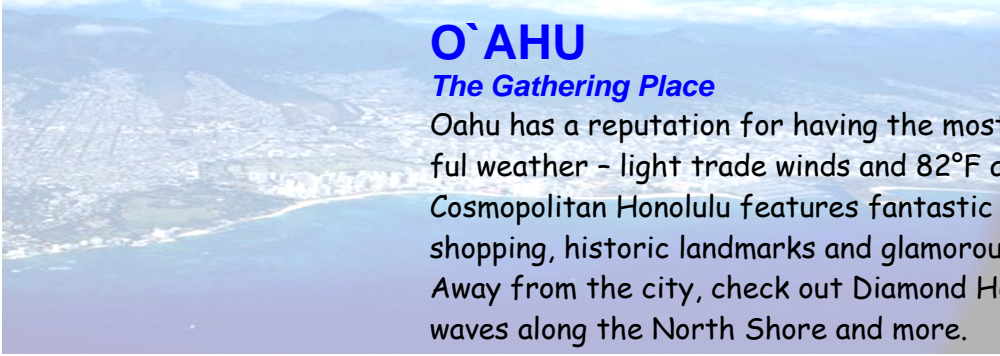 O`AHU
The Gathering Place
Oahu has a reputation for having the most
ful weather – light trade winds and 82°F
Cosmopolitan Honolulu features fantastic
shopping, historic landmarks and
Away from the city, check out Diamond
waves along the North Shore and more.